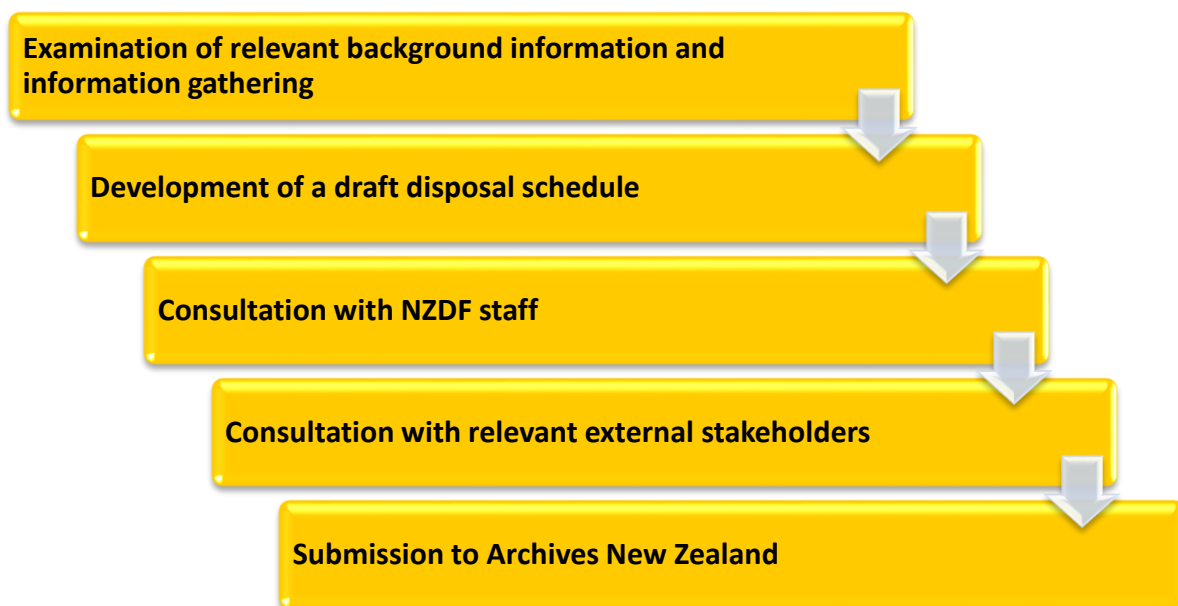 Examination of relevant background information and
information gathering
Development of a draft disposal schedule
Consultation with NZDF staff
Consultation with relevant external stakeholders
Submission to Archives New Zealand